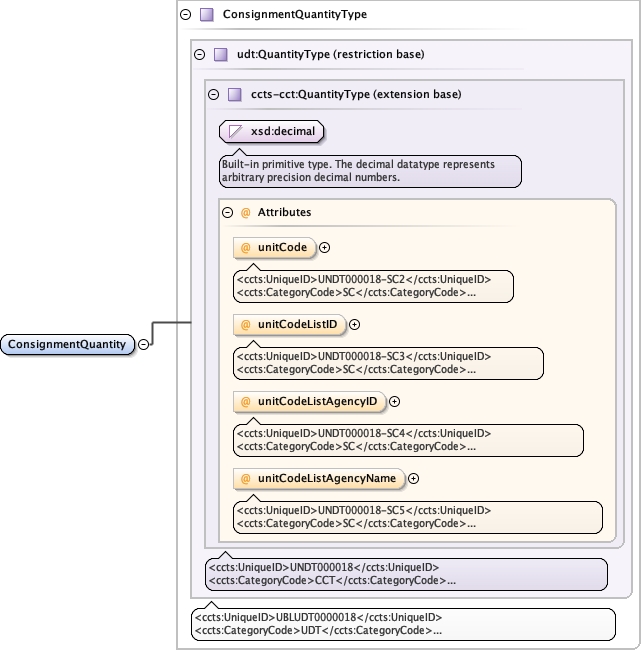 ConsignmentQuantityType
udt:QuantityType (restriction base)
ccts-cct:QuantityType (extension base)
xsd:decimal
Built-in primitive type. The decimal datatype represents
arbitrary precision decimal numbers.
@ Attributes
@ unitCode
<ccts:UniqueID>UNDT000018-SC2</ccts:UniqueID>
<ccts:CategoryCode>SC</ccts:CategoryCode>...
@ unitCodeListID
<ccts:UniqueID>UNDT000018-SC3</ccts:UniqueID>
<ccts:CategoryCode>SC</ccts:CategoryCode>...
ConsignmentQuantity
@ unitCodeListAgencyID
<ccts:UniqueID>UNDT000018-SC4</ccts:UniqueID>
<ccts:CategoryCode>SC</ccts:CategoryCode>...
@ unitCodeListAgencyName
<ccts:UniqueID>UNDT000018-SC5</ccts:UniqueID>
<ccts:CategoryCode>SC</ccts:CategoryCode>...
<ccts:UniqueID>UNDT000018</ccts:UniqueID>
<ccts:CategoryCode>CCT</ccts:CategoryCode>...
<ccts:UniqueID>UBLUDT0000018</ccts:UniqueID>
<ccts:CategoryCode>UDT</ccts:CategoryCode>...